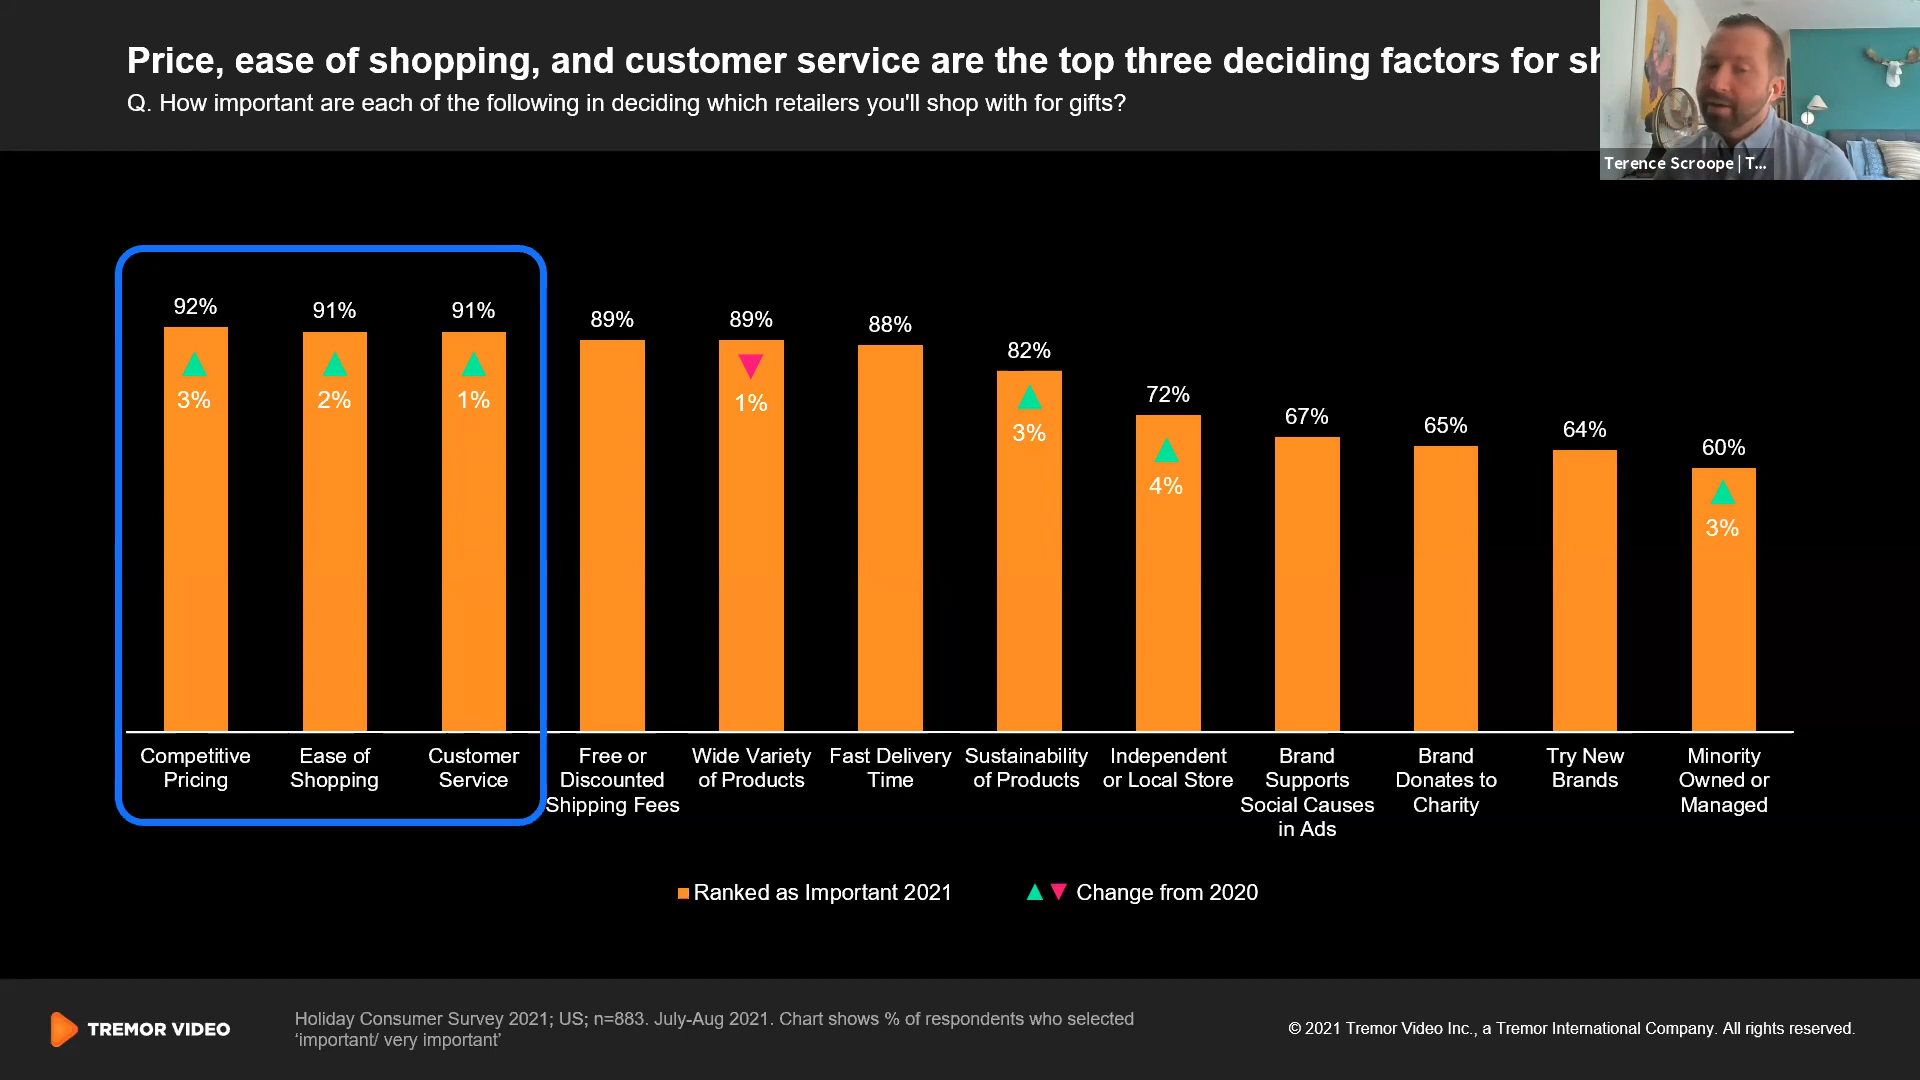 Price, ease of shopping, and customer service are the top three deciding factors for
Q. How important are each of the following in deciding which retailers you'll shop with for gifts?
Terence Scroope | T...
92%
91%
91%
89%
89%
88%
82%
72%
67%
65%
64%
60%
3%
2%
1%
1%
3%
4%
3%
Competitive
Pricing
Ease of
Shopping
Customer
Service
Free or
Discounted
Shipping Fees
Wide Variety
of Products
Fast Delivery
Time
Sustainability
of Products
Independent
or Local Store
Brand
Supports
Social Causes
in Ads
Brand
Donates to
Charity
Try New
Brands
Minority
Owned or
Managed
Ranked as Important 2021
Change from 2020
TREMOR VIDEO
Holiday Consumer Survey 2021; US; n=883. July-Aug 2021. Chart shows % of respondents who selected
‘important/ very important’
© 2021 Tremor Video Inc., a Tremor International Company. All rights reserved.